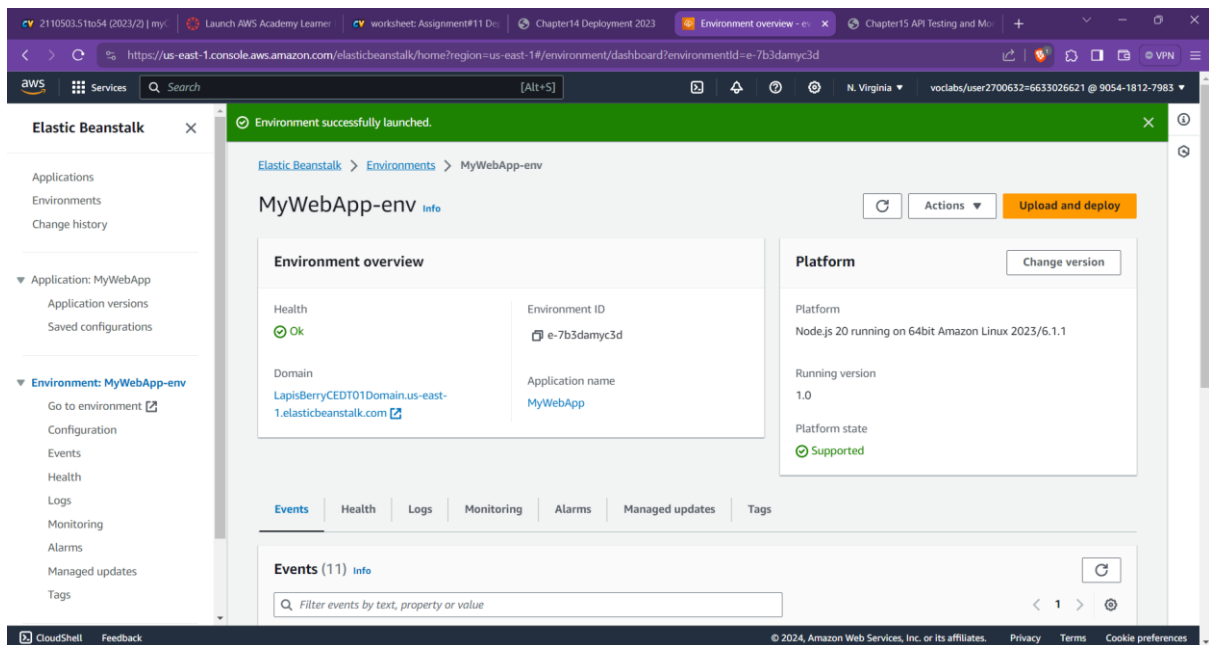 2110503.51to54 (2023/2) | myC
Launch AWS Academy Learner
worksheet: Assignment#11 Dep
Chapter14 Deployment 2023
Environment overview - ev
Chapter15 API Testing and Mo
https://us-east-1.console.aws.amazon.com/elasticbeanstalk/home?region=us-east-1#/environment/dashboard?environmentId=e-7b3damyc3d
VPN
aws
Services
Search
[Alt+S]
N. Virginia
voclabs/user2700632=6633026621 @ 9054-1812-7983
Elastic Beanstalk
Applications
Environments
Change history
Application: MyWebApp
Application versions
Saved configurations
Environment: MyWebApp-env
Go to environment
Configuration
Events
Health
Logs
Monitoring
Alarms
Managed updates
Tags
Environment successfully launched.
Elastic Beanstalk > Environments > MyWebApp-env
MyWebApp-env Info
Actions
Upload and deploy
Environment overview
Health
Ok
Domain
LapisBerryCEDT01Domain.us-east-
1.elasticbeanstalk.com
Environment ID
e-7b3damyc3d
Application name
MyWebApp
Platform
Change version
Platform
Node.js 20 running on 64bit Amazon Linux 2023/6.1.1
Running version
1.0
Platform state
Supported
Events
Health
Logs
Monitoring
Alarms
Managed updates
Tags
Events (11) Info
Filter events by text, property or value
1
CloudShell
Feedback
© 2024, Amazon Web Services, Inc. or its affiliates.
Privacy
Terms
Cookie preferences